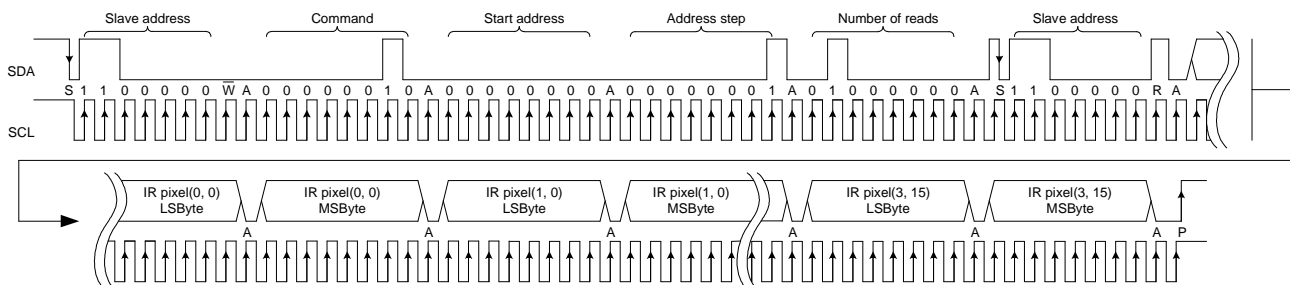 Slave address Command Start address Address step Number of reads Slave address
SDA
S 1 1 0 0 0 0 0 W̅ A 0 0 0 0 0 0 1 0 A 0 0 0 0 0 0 0 0 A 0 0 0 0 0 0 0 1 A 0 1 0 0 0 0 0 0 A S 1 1 0 0 0 0 0 R A
SCL
IR pixel(0, 0) IR pixel(0, 0) IR pixel(1, 0) IR pixel(1, 0) IR pixel(3, 15) IR pixel(3, 15)
LSByte MSByte LSByte MSByte LSByte MSByte
A A A A A A P